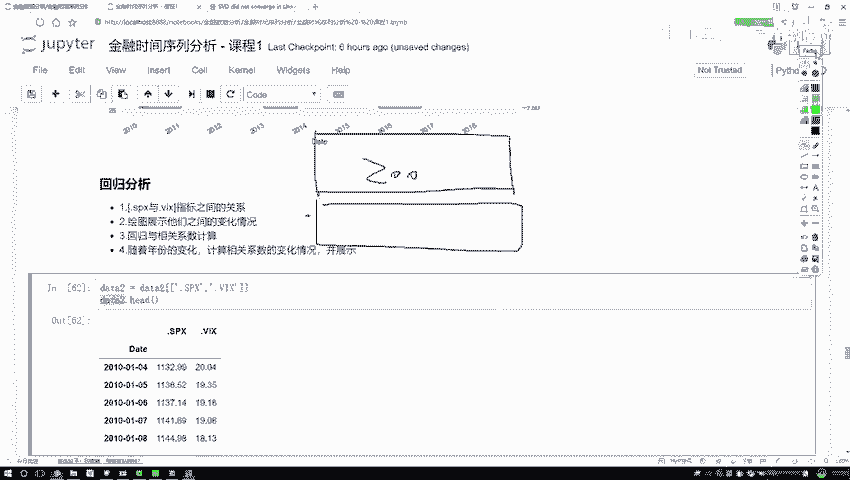 SVD did not converge in Line
jupyter 金融时间序列分析 - 课程1 Last Checkpoint: 6 hours ago (unsaved changes)
File Edit View Insert Cell Kernel Widgets Help
Not Trusted
Code
2010 2011 2012 2013 2014 2015 2016 2017 2018
Date
200
回归分析
1.[.spx与.vix]指标之间的关系
2.绘图展示他们之间的变化情况
3.回归与相关系数计算
4.随着年份的变化，计算相关系数的变化情况，并展示
In [62]: data2 = data2[['.SPX','.VIX']]
data2.head()
Out[62]:
.SPX .VIX
Date
2010-01-04 1132.99 20.04
2010-01-05 1136.52 19.35
2010-01-06 1137.14 19.16
2010-01-07 1141.69 19.06
2010-01-08 1144.98 18.13